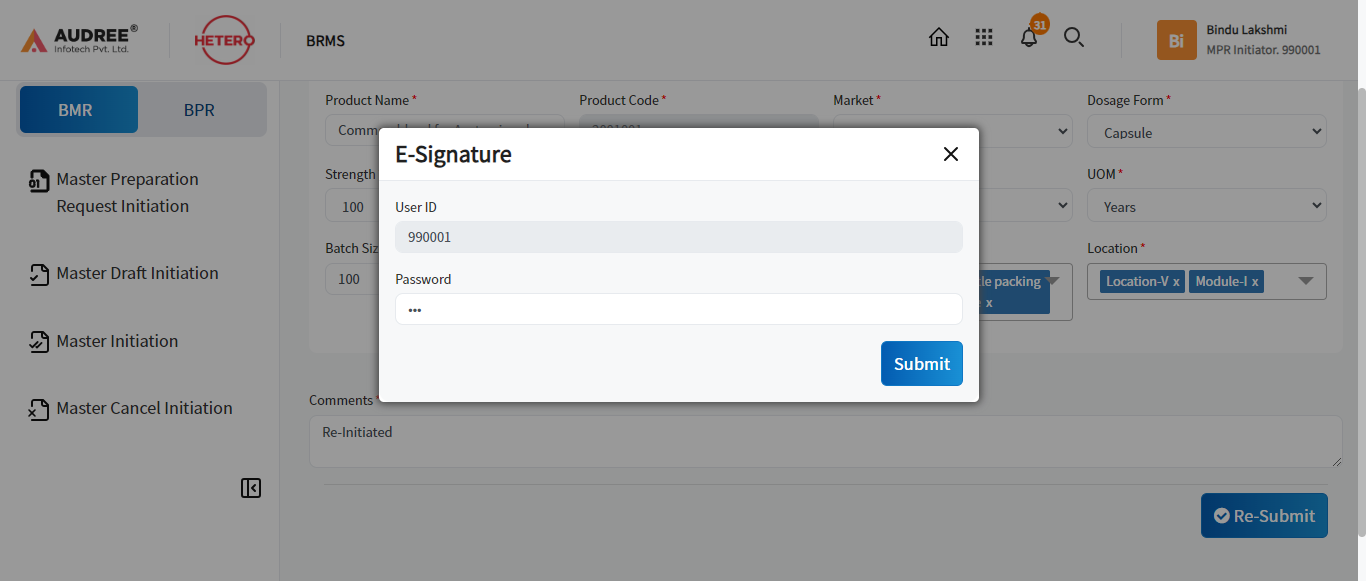 AUDREE®
Infotech Pvt. Ltd.
HETERO
BRMS
31
Bi
Bindu Lakshmi
MPR Initiator. 990001
BMR
BPR
Master Preparation
Request Initiation
Master Draft Initiation
Master Initiation
Master Cancel Initiation
Product Name *
Product Code *
Market *
Dosage Form *
Capsule
Strength
100
UOM *
Years
Batch Siz
100
packing
x
Location *
Location-V x
Module-I x
E-Signature
User ID
990001
Password
•••
Submit
Comments
Re-Initiated
Re-Submit